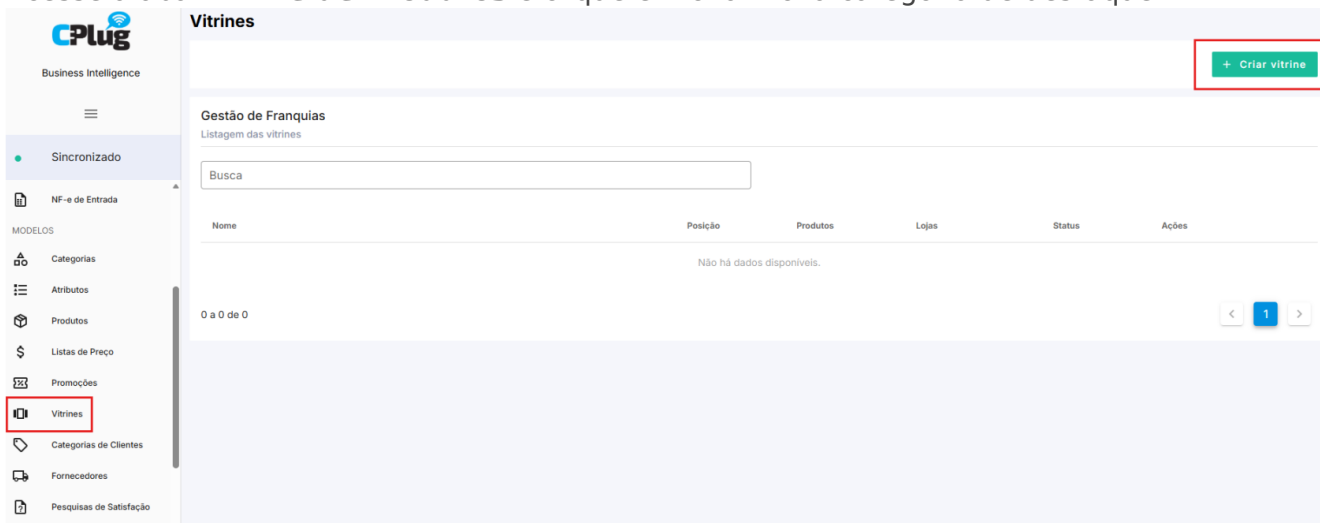 CPlug
Business Intelligence
Sincronizado
NF-e de Entrada
MODELOS
Categorias
Atributos
Produtos
Listas de Preço
Promoções
Vitrines
Categorias de Clientes
Fornecedores
Pesquisas de Satisfação
Vitrines
+ Criar vitrine
Gestão de Franquias
Listagem das vitrines
Busca
Nome Posição Produtos Lojas Status Ações
Não há dados disponíveis.
0 a 0 de 0
< 1 >